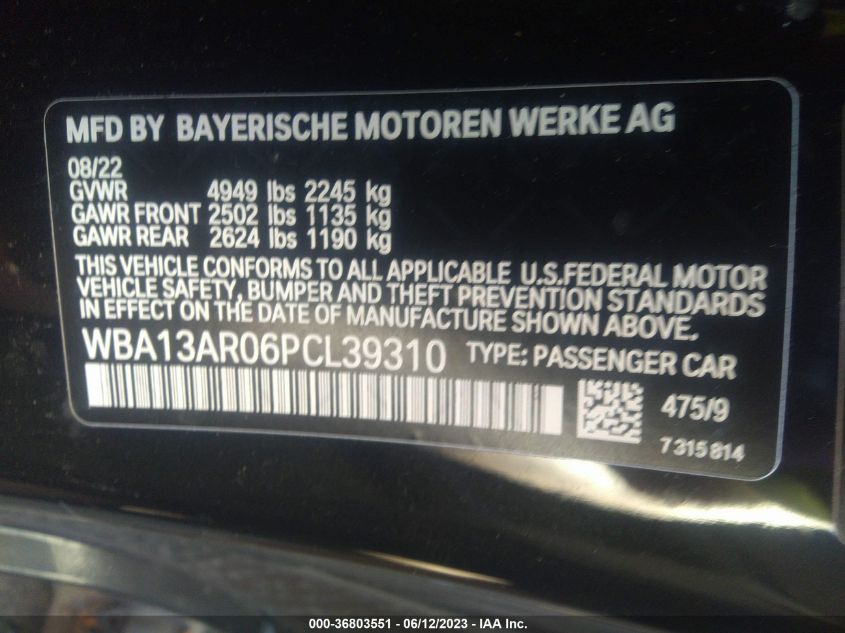 MFD BY BAYERISCHE MOTOREN WERKE AG
08/22
GVWR 4949 lbs 2245 kg
GAWR FRONT 2502 lbs 1135 kg
GAWR REAR 2624 lbs 1190 kg
THIS VEHICLE CONFORMS TO ALL APPLICABLE U.S.FEDERAL MOTOR
VEHICLE SAFETY, BUMPER AND THEFT PREVENTION STANDARDS
IN EFFECT ON THE DATE OF MANUFACTURE SHOWN ABOVE.
WBA13AR06PCL39310 TYPE: PASSENGER CAR
475/9
7315814
000-36803551 / 06/12/2023 - IAA Inc.